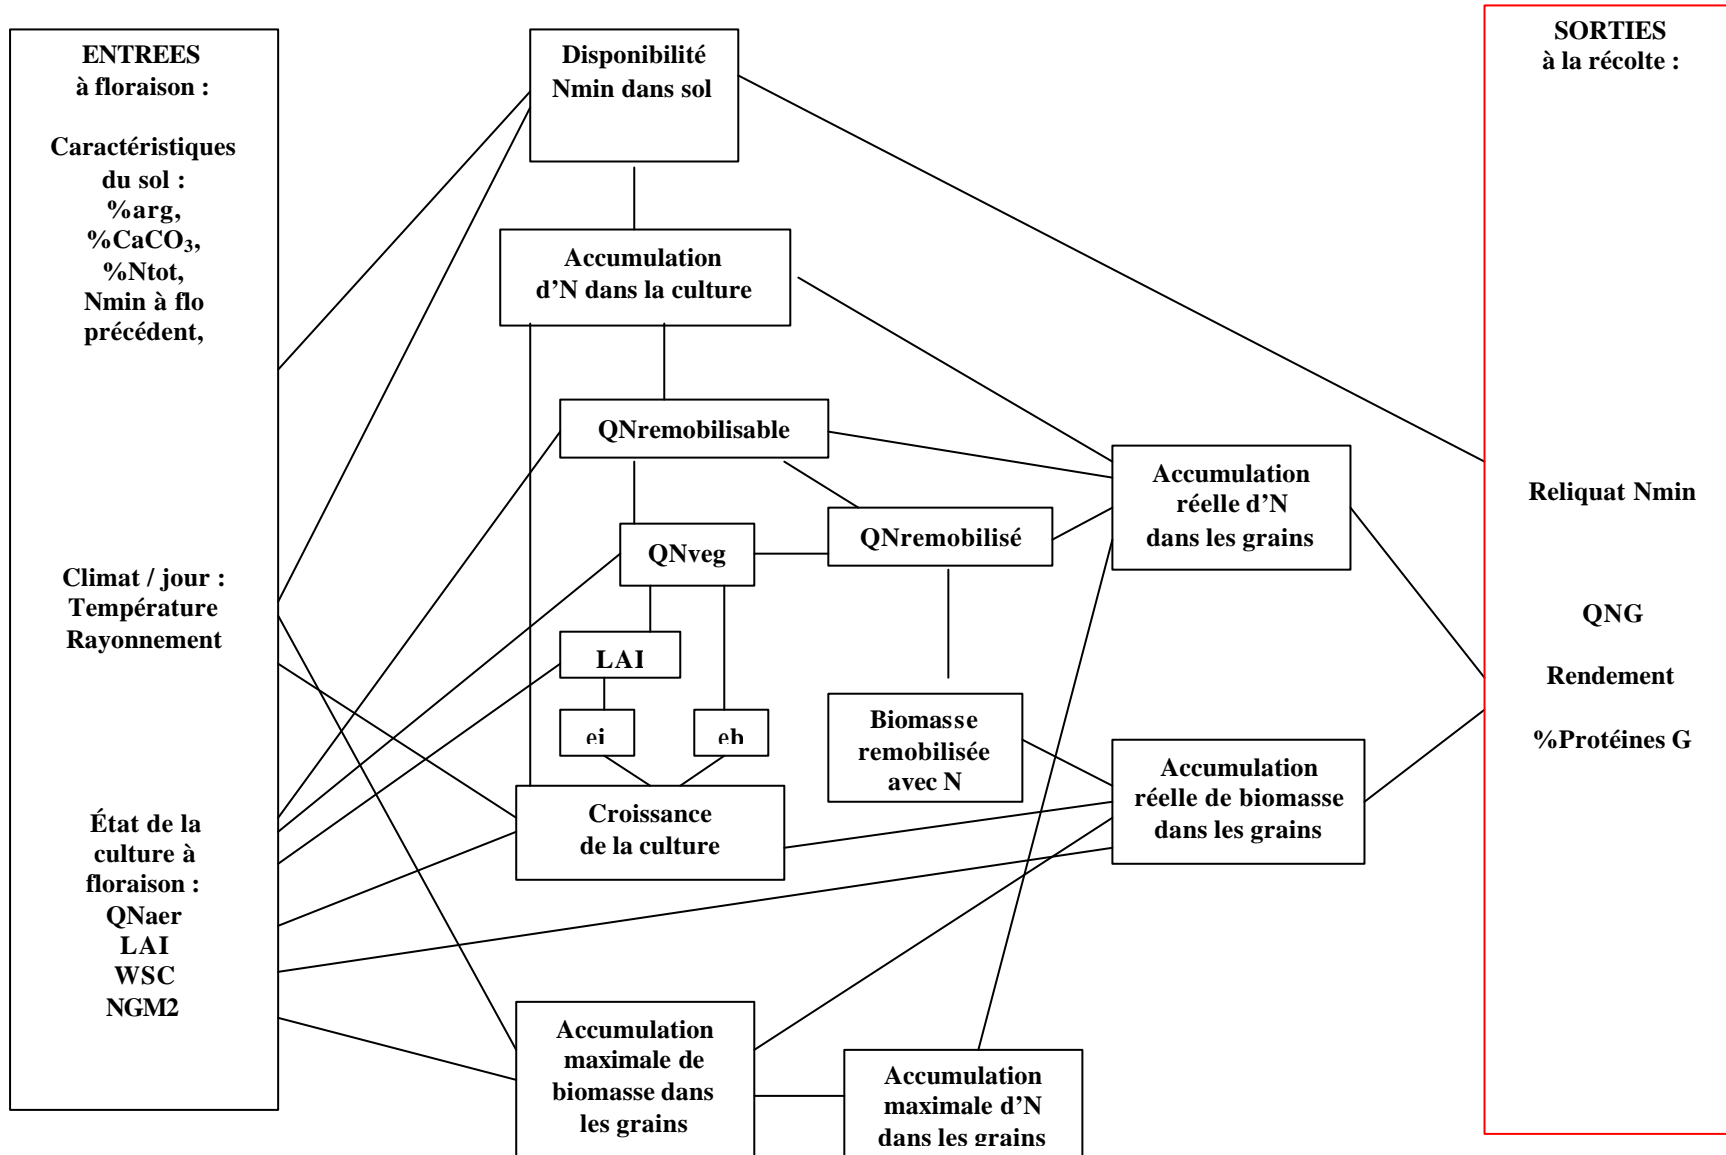 ENTREES
à floraison :
Caractéristiques
du sol :
%arg,
%CaCO₃,
%Ntot,
Nmin à flo
précédent,
Climat / jour :
Température
Rayonnement
État de la
culture à
floraison :
QNaer
LAI
WSC
NGM2
Disponibilité
Nmin dans sol
Accumulation
d’N dans la culture
QNremobilisable
QNveg
QNremobilisé
LAI
ei
eb
Croissance
de la culture
Biomasse
remobilisée
avec N
Accumulation
maximale de
biomasse dans
les grains
Accumulation
maximale d’N
dans les grains
Accumulation
réelle d’N
dans les grains
Accumulation
réelle de biomasse
dans les grains
SORTIES
à la récolte :
Reliquat Nmin
QNG
Rendement
%Protéines G